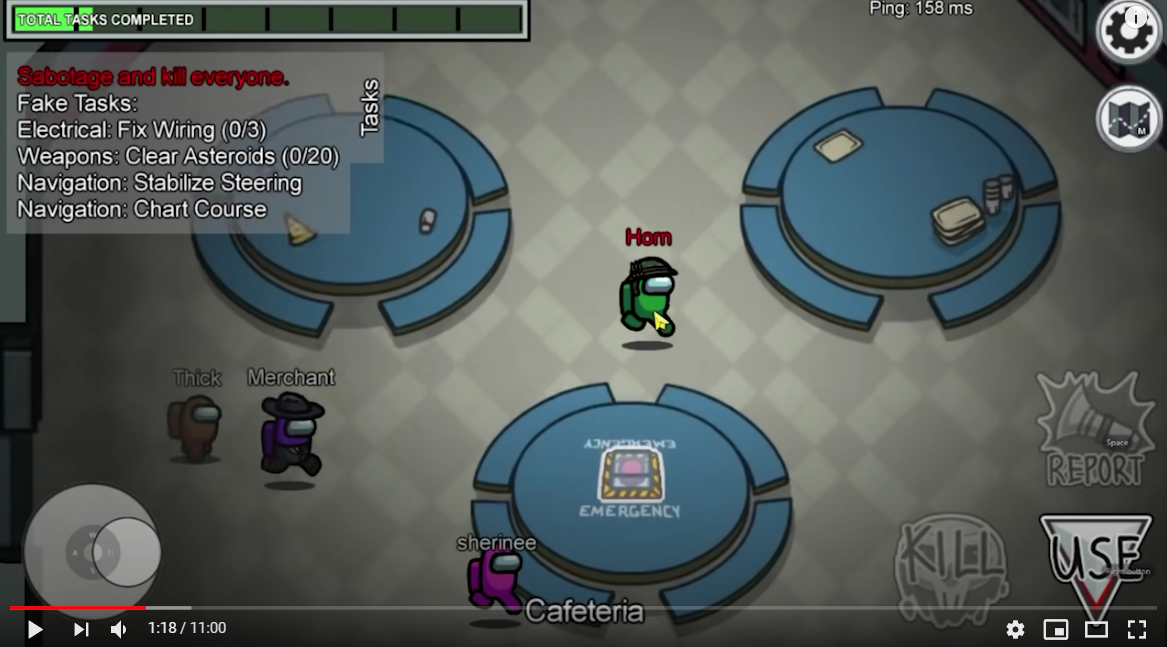 TOTAL TASKS COMPLETED
Ping: 158 ms
Sabotage and kill everyone.
Fake Tasks:
Electrical: Fix Wiring (0/3)
Weapons: Clear Asteroids (0/20)
Navigation: Stabilize Steering
Navigation: Chart Course
Tasks
M
Horn
Thick
Merchant
EMERGENCY
EMERGENCY
Space
REPORT
sherinee
W
A
D
KILL
USE
Cafeteria
1:18 / 11:00